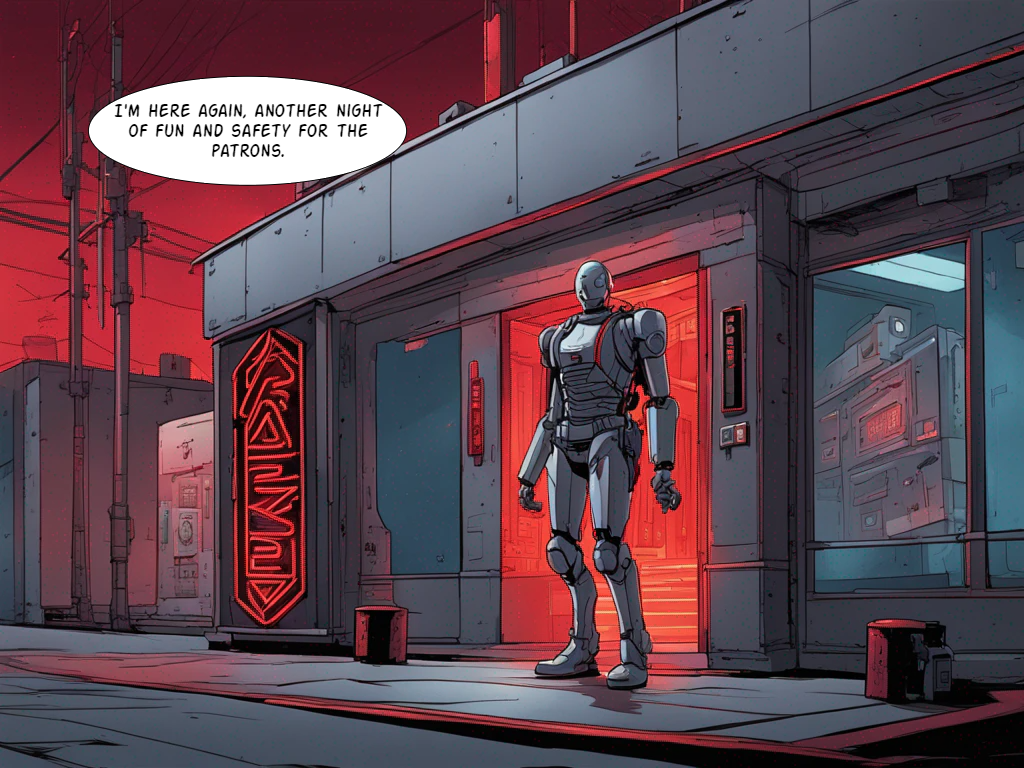 I'M HERE AGAIN, ANOTHER NIGHT
OF FUN AND SAFETY FOR THE
PATRONS.